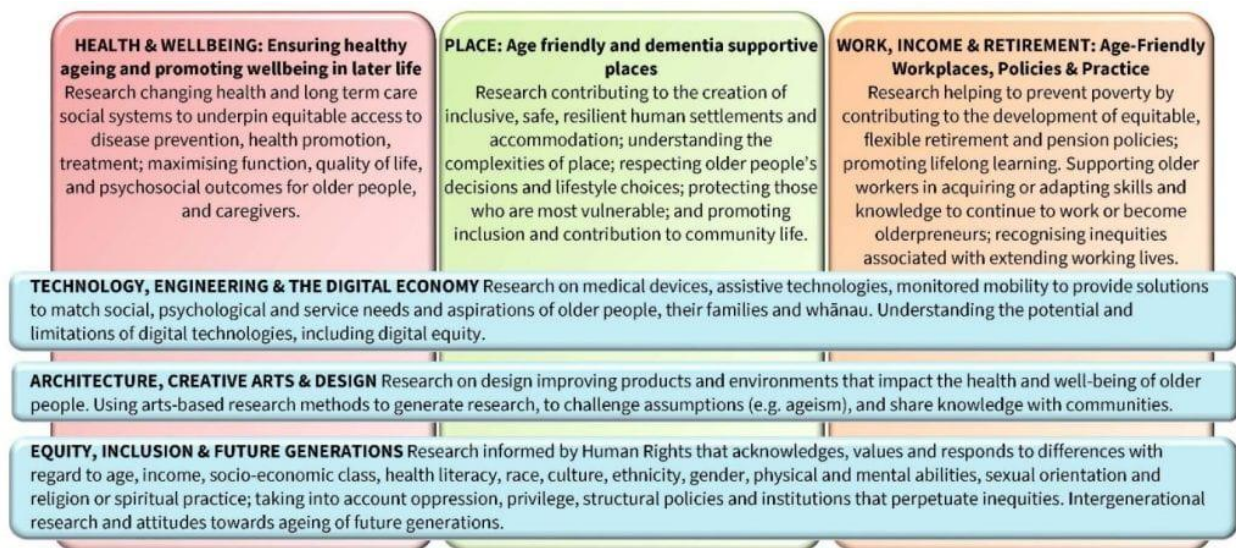 HEALTH & WELLBEING: Ensuring healthy
ageing and promoting wellbeing in later life
Research changing health and long term care
social systems to underpin equitable access to
disease prevention, health promotion,
treatment; maximising function, quality of life,
and psychosocial outcomes for older people,
and caregivers.
PLACE: Age friendly and dementia supportive
places
Research contributing to the creation of
inclusive, safe, resilient human settlements and
accommodation; understanding the
complexities of place; respecting older people's
decisions and lifestyle choices; protecting those
who are most vulnerable; and promoting
inclusion and contribution to community life.
WORK, INCOME & RETIREMENT: Age-Friendly
Workplaces, Policies & Practice
Research helping to prevent poverty by
contributing to the development of equitable,
flexible retirement and pension policies;
promoting lifelong learning. Supporting older
workers in acquiring or adapting skills and
knowledge to continue to work or become
olderpreneurs; recognising inequities
associated with extending working lives.
TECHNOLOGY, ENGINEERING & THE DIGITAL ECONOMY Research on medical devices, assistive technologies, monitored mobility to provide solutions
to match social, psychological and service needs and aspirations of older people, their families and whānau. Understanding the potential and
limitations of digital technologies, including digital equity.
ARCHITECTURE, CREATIVE ARTS & DESIGN Research on design improving products and environments that impact the health and well-being of older
people. Using arts-based research methods to generate research, to challenge assumptions (e.g. ageism), and share knowledge with communities.
EQUITY, INCLUSION & FUTURE GENERATIONS Research informed by Human Rights that acknowledges, values and responds to differences with
regard to age, income, socio-economic class, health literacy, race, culture, ethnicity, gender, physical and mental abilities, sexual orientation and
religion or spiritual practice; taking into account oppression, privilege, structural policies and institutions that perpetuate inequities. Intergenerational
research and attitudes towards ageing of future generations.